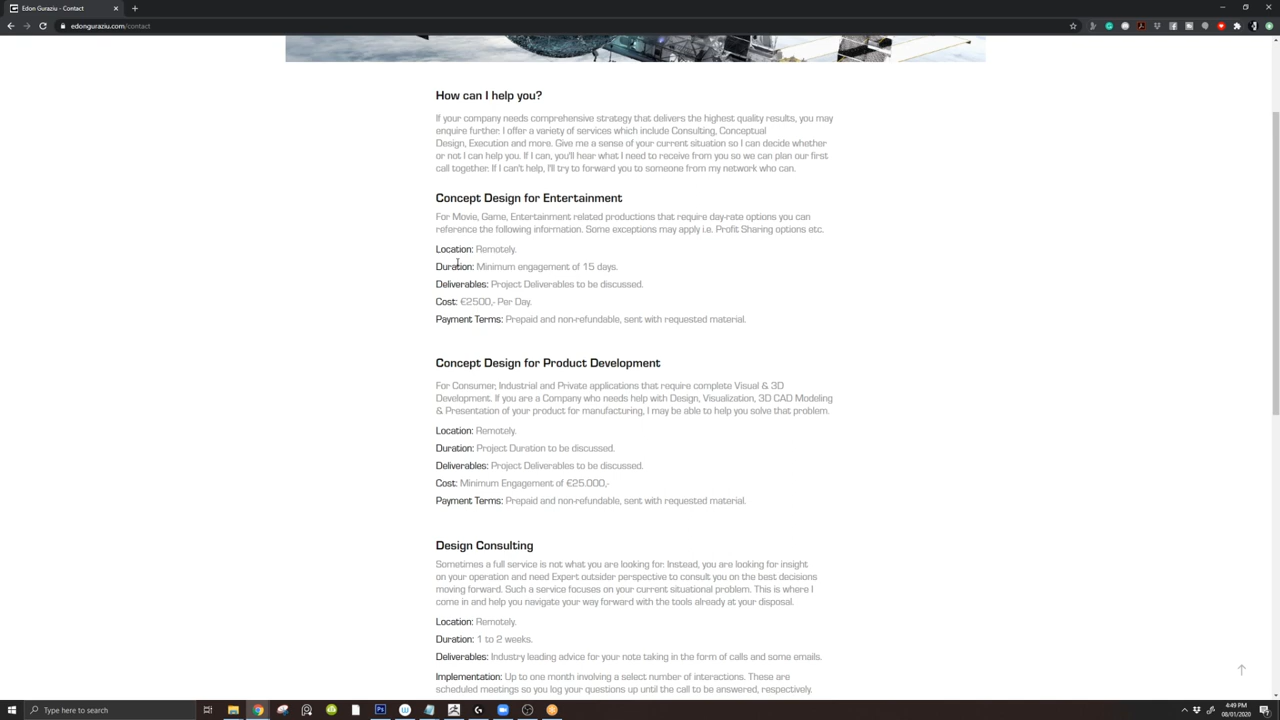 Edon Guraziu - Contact
edonguraziu.com/contact
How can I help you?
If your company needs comprehensive strategy that delivers the highest quality results, you may
enquire further. I offer a variety of services which include Consulting, Conceptual
Design, Execution and more. Give me a sense of your current situation so I can decide whether
or not I can help you. If I can, you'll hear what I need to receive from you so we can plan our first
call together. If I can't help, I'll try to forward you to someone from my network who can.
Concept Design for Entertainment
For Movie, Game, Entertainment related productions that require day-rate options you can
reference the following information. Some exceptions may apply i.e. Profit Sharing options etc.
Location: Remotely.
Duration: Minimum engagement of 15 days.
Deliverables: Project Deliverables to be discussed.
Cost: €2500,- Per Day.
Payment Terms: Prepaid and non-refundable, sent with requested material.
Concept Design for Product Development
For Consumer, Industrial and Private applications that require complete Visual & 3D
Development. If you are a Company who needs help with Design, Visualization, 3D CAD Modeling
& Presentation of your product for manufacturing, I may be able to help you solve that problem.
Location: Remotely.
Duration: Project Duration to be discussed.
Deliverables: Project Deliverables to be discussed.
Cost: Minimum Engagement of €25.000,-
Payment Terms: Prepaid and non-refundable, sent with requested material.
Design Consulting
Sometimes a full service is not what you are looking for. Instead, you are looking for insight
on your operation and need Expert outsider perspective to consult you on the best decisions
moving forward. Such a service focuses on your current situational problem. This is where I
come in and help you navigate your way forward with the tools already at your disposal.
Location: Remotely.
Duration: 1 to 2 weeks.
Deliverables: Industry leading advice for your note taking in the form of calls and some emails.
Implementation: Up to one month involving a select number of interactions. These are
scheduled meetings so you log your questions up until the call to be answered, respectively.
Type here to search
4:49 PM
08/01/2020